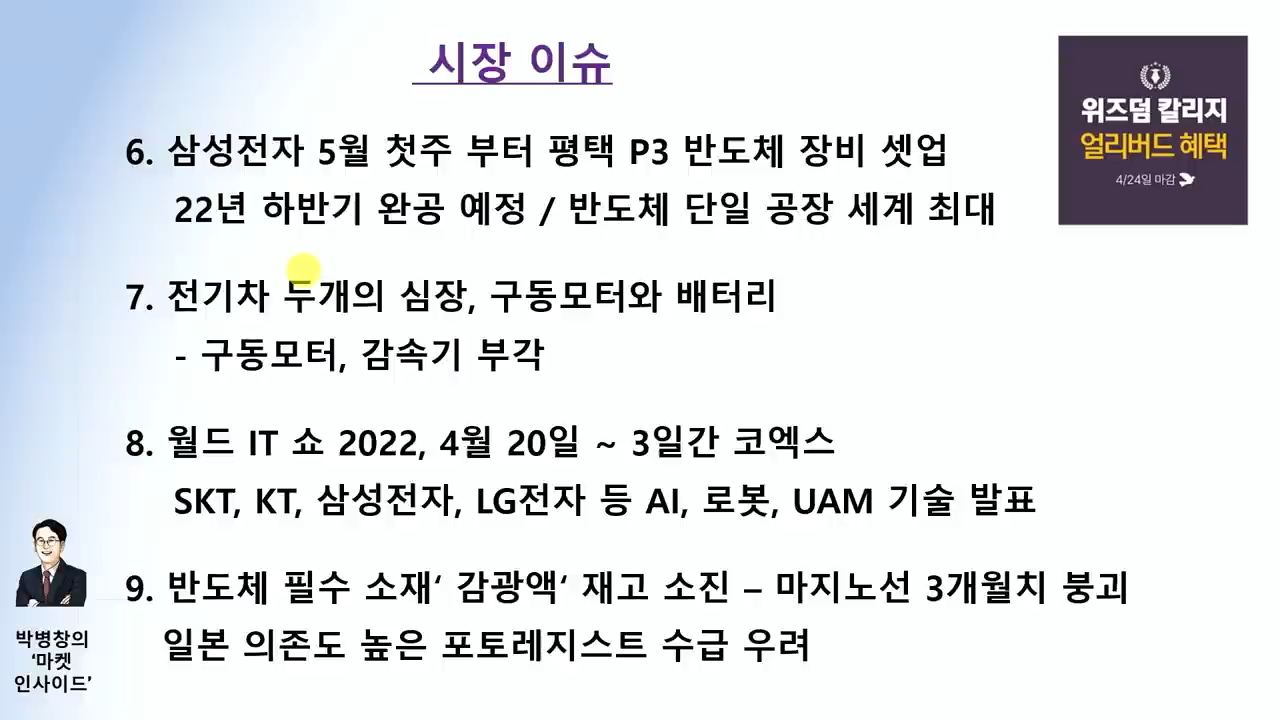 시장 이슈
위즈덤 칼리지
얼리버드 혜택
4/24일 마감
6. 삼성전자 5월 첫주 부터 평택 P3 반도체 장비 셋업
22년 하반기 완공 예정 / 반도체 단일 공장 세계 최대
7. 전기차 두개의 심장, 구동모터와 배터리
- 구동모터, 감속기 부각
8. 월드 IT 쇼 2022, 4월 20일 ~ 3일간 코엑스
SKT, KT, 삼성전자, LG전자 등 AI, 로봇, UAM 기술 발표
9. 반도체 필수 소재‘ 감광액‘ 재고 소진 – 마지노선 3개월치 붕괴
일본 의존도 높은 포토레지스트 수급 우려
박병창의
‘마켓
인사이드’